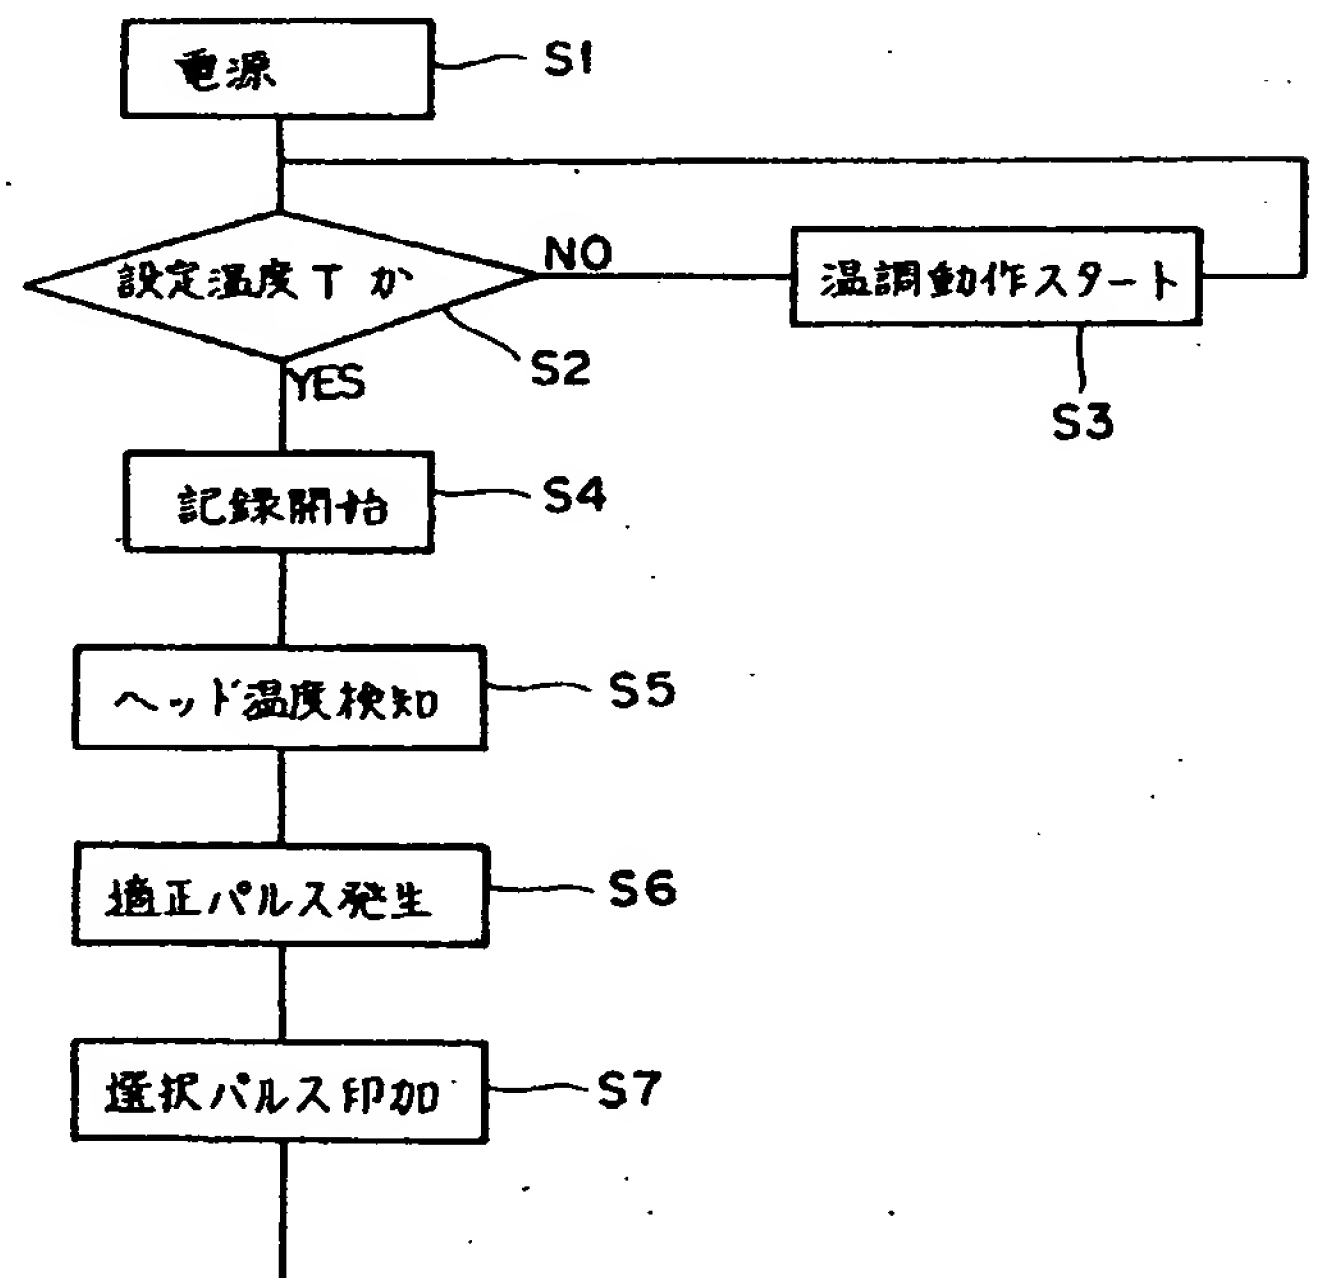 電源
S1
設定温度Tか
NO
温調動作スタート
S2
YES
S3
記録開始
S4
ヘッド温度検知
S5
適正パルス発生
S6
選択パルス印加
S7